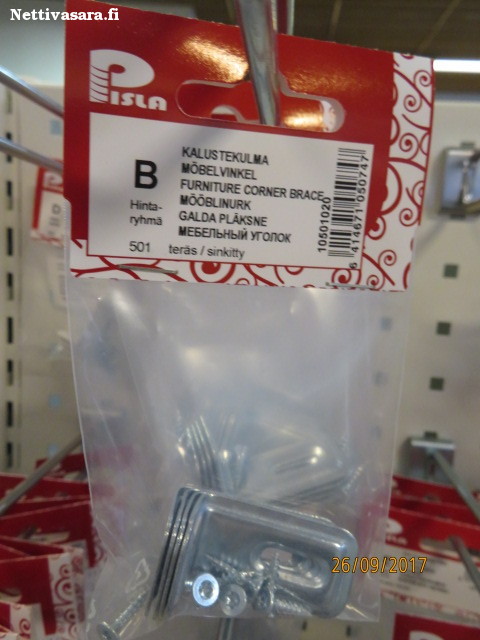 Nettivasara.fi
PISLA
B
Hinta-
ryhmä
KALUSTEKULMA
MÖBELVINKEL
FURNITURE CORNER BRACE
MÖÖBLINURK
GALDA PLĀKSNE
МЕБЕЛЬНЫЙ УГОЛОК
501 teräs / sinkitty
10501020
6 414671 050747
26/09/2017